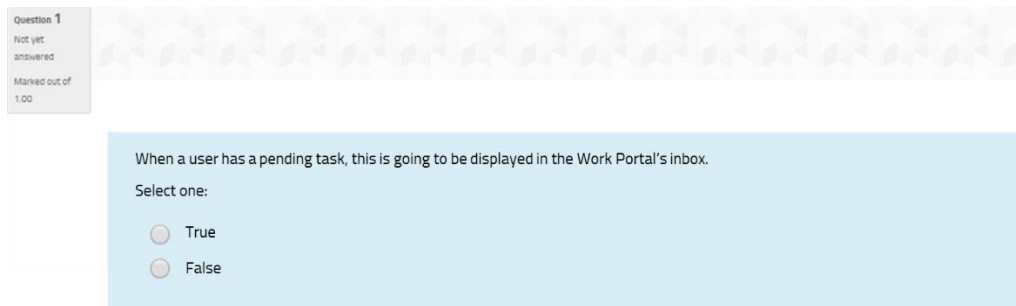 Question 1
Not yet
answered
Marked out of
1.00
When a user has a pending task, this is going to be displayed in the Work Portal's inbox.
Select one:
True
False